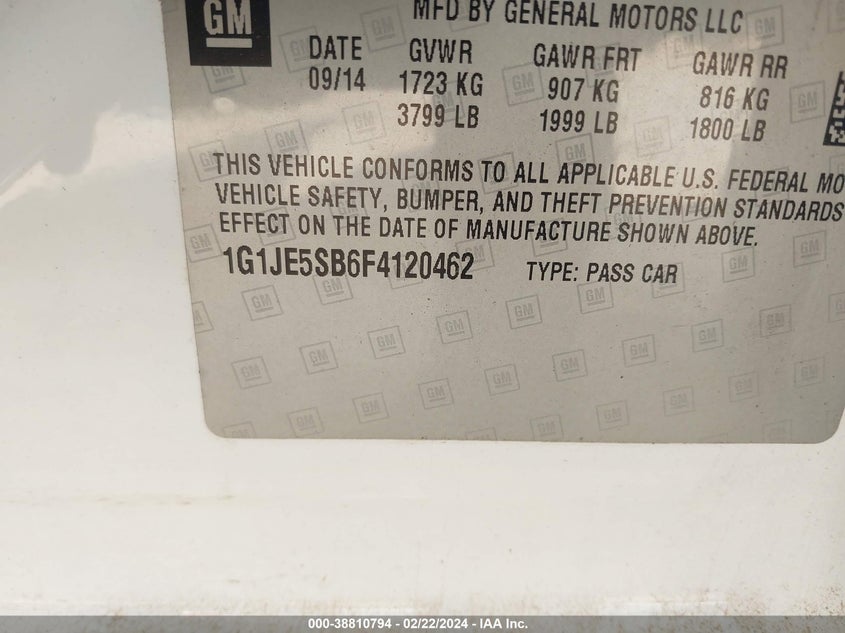 GM
MFD BY GENERAL MOTORS LLC
DATE GVWR GAWR FRT GAWR RR
09/14 1723 KG 907 KG 816 KG
3799 LB 1999 LB 1800 LB
THIS VEHICLE CONFORMS TO ALL APPLICABLE U.S. FEDERAL MO
VEHICLE SAFETY, BUMPER, AND THEFT PREVENTION STANDARDS
EFFECT ON THE DATE OF MANUFACTURE SHOWN ABOVE.
1G1JE5SB6F4120462 TYPE: PASS CAR
000-38810794 - 02/22/2024 - IAA Inc.